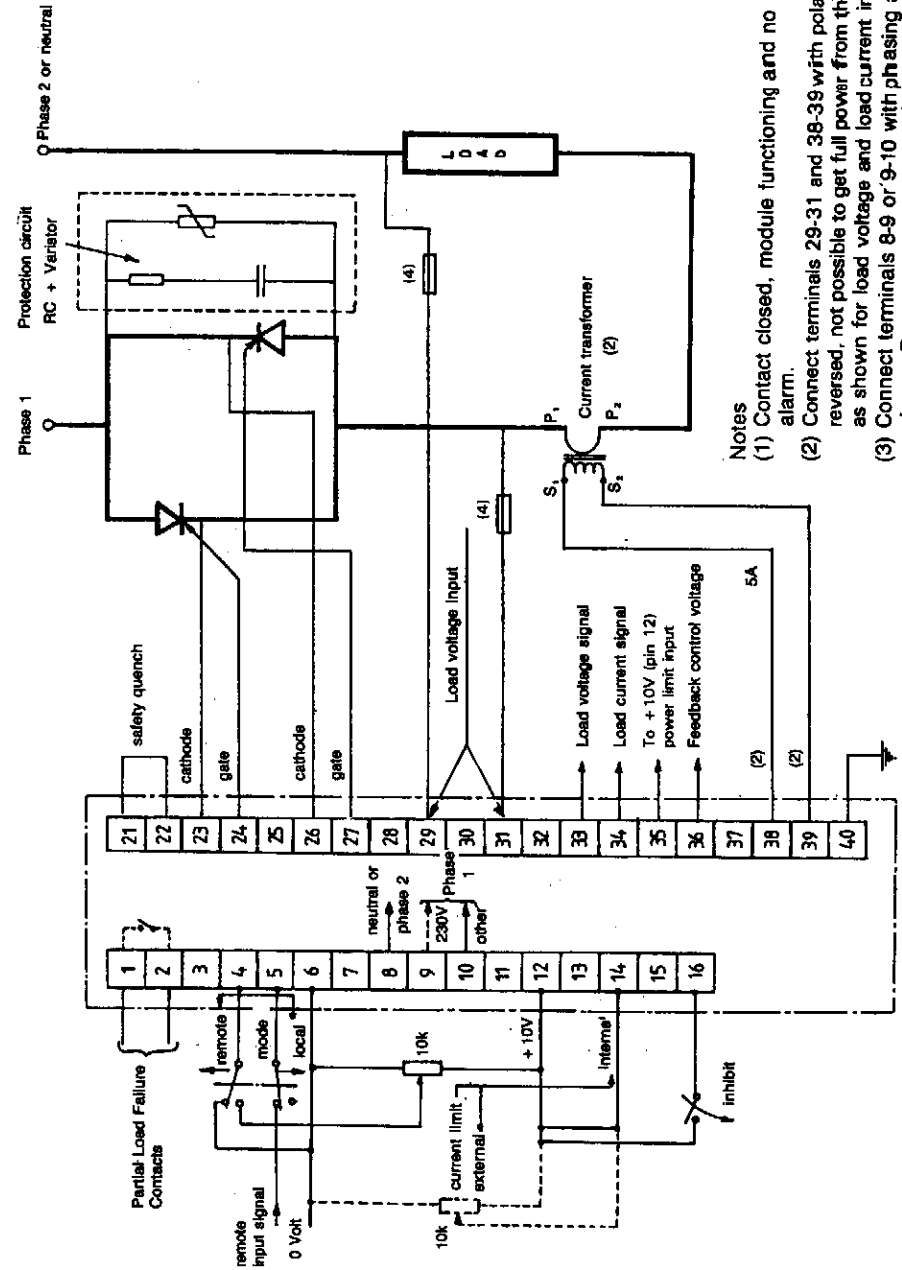 Phase 2 or neutral
Protection circuit
RC + Varistor
Phase 1
LOAD
(4)
Current transformer
(2)
P₁
P₂
S₁
S₂
(4)
Load voltage input
5A
(2)
(2)
safety quench
cathode
gate
cathode
gate
Load voltage signal
Load current signal
To + 10V (pin 12)
power limit input
Feedback control voltage
21
22
23
24
25
26
27
28
29
30
31
32
33
34
35
36
37
38
39
40
neutral or
phase 2
230V
Phase
1
other
1
2
3
4
5
6
7
8
9
10
11
12
13
14
15
16
Partial Load Failure
Contacts
remote
mode
local
remote
input signal
0 Volt
10k
+ 10V
10k
current limit
external
Interna'
inhibit
Notes
(1) Contact closed, module functioning and no
alarm.
(2) Connect terminals 29-31 and 38-39 with pola
reversed, not possible to get full power from th
as shown for load voltage and load current in
(3) Connect terminals 8-9 or 9-10 with phasing a